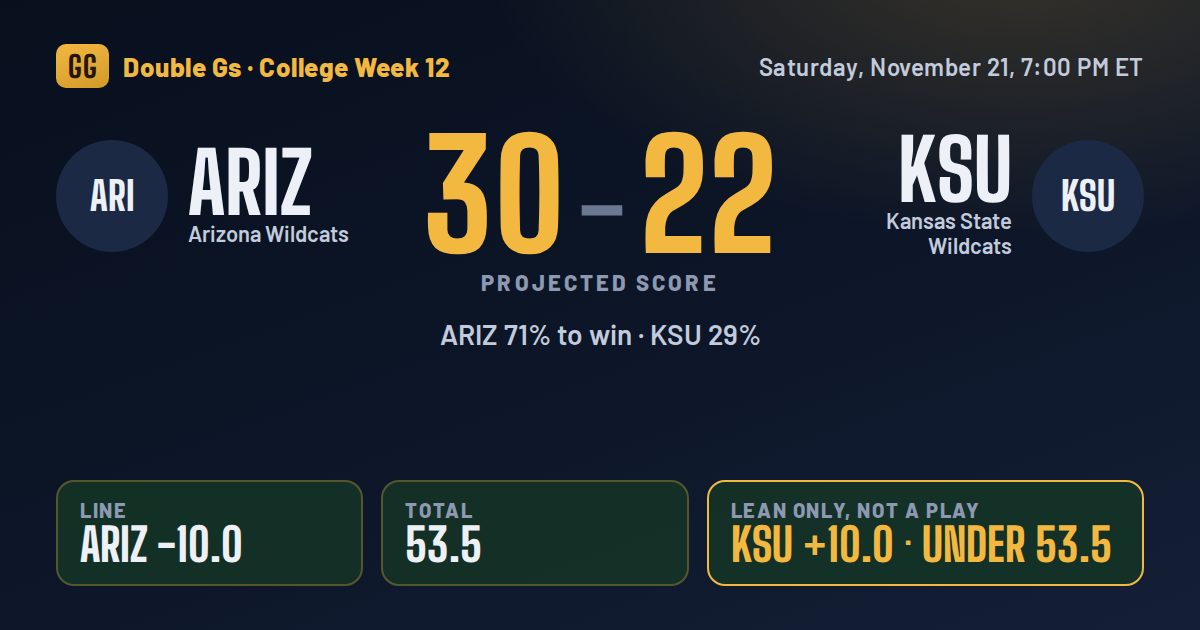 GG Double Gs · College Week 12
Saturday, November 21, 7:00 PM ET
ARI
ARIZ
Arizona Wildcats
30 – 22
PROJECTED SCORE
ARIZ 71% to win · KSU 29%
KSU
Kansas State
Wildcats
KSU
LINE
ARIZ −10.0
TOTAL
53.5
LEAN ONLY, NOT A PLAY
KSU +10.0 · UNDER 53.5